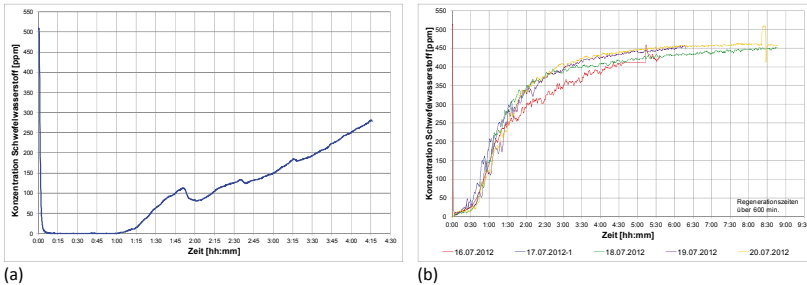 Konzentration Schwefelwasserstoff [ppm]
550
500
450
400
350
300
250
200
150
100
50
0
0:00 0:15 0:30 0:45 1:00 1:15 1:30 1:45 2:00 2:15 2:30 2:45 3:00 3:15 3:30 3:45 4:00 4:15 4:30
Zeit [hh:mm]
(a)
Konzentration Schwefelwasserstoff [ppm]
550
500
450
400
350
300
250
200
150
100
50
0
Regenerationszeiten
über 600 min.
0:00 0:30 1:00 1:30 2:00 2:30 3:00 3:30 4:00 4:30 5:00 5:30 6:00 6:30 7:00 7:30 8:00 8:30 9:00 9:30
Zeit [hh:mm]
16.07.2012 17.07.2012-1 18.07.2012 19.07.2012 20.07.2012
(b)